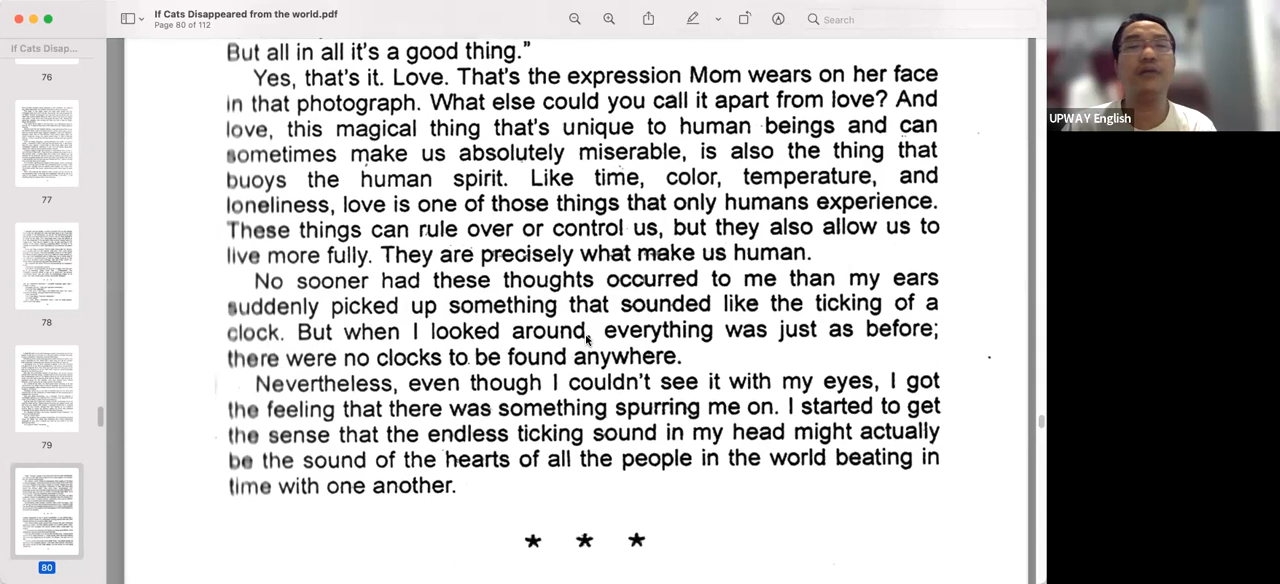 If Cats Disappeared from the world.pdf
Page 80 of 112
Search
If Cats Disap...
76
77
78
79
80
UPWAY English
But all in all it's a good thing."
Yes, that's it. Love. That's the expression Mom wears on her face
in that photograph. What else could you call it apart from love? And
love, this magical thing that's unique to human beings and can
sometimes make us absolutely miserable, is also the thing that
buoys the human spirit. Like time, color, temperature, and
loneliness, love is one of those things that only humans experience.
These things can rule over or control us, but they also allow us to
live more fully. They are precisely what make us human.
No sooner had these thoughts occurred to me than my ears
suddenly picked up something that sounded like the ticking of a
clock. But when I looked around, everything was just as before;
there were no clocks to be found anywhere.
Nevertheless, even though I couldn't see it with my eyes, I got
the feeling that there was something spurring me on. I started to get
the sense that the endless ticking sound in my head might actually
be the sound of the hearts of all the people in the world beating in
time with one another.
* * *